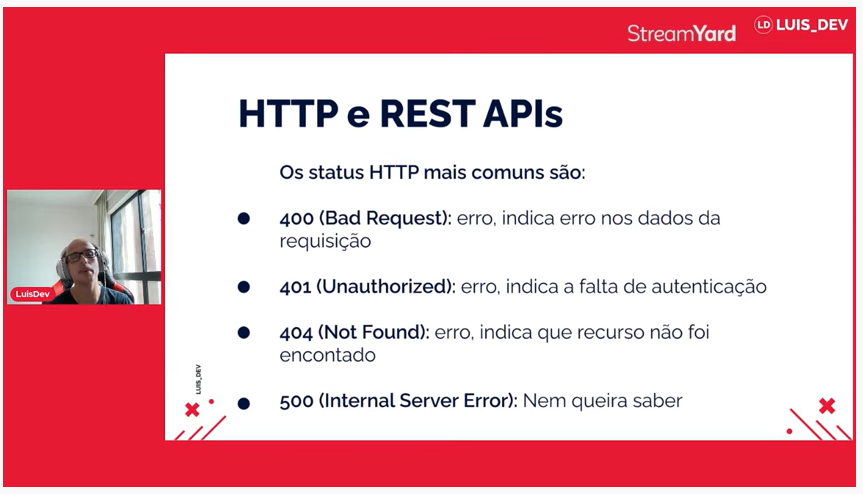 StreamYard
LD LUIS_DEV
HTTP e REST APIs
Os status HTTP mais comuns são:
400 (Bad Request): erro, indica erro nos dados da
requisição
401 (Unauthorized): erro, indica a falta de autenticação
404 (Not Found): erro, indica que recurso não foi
encontado
500 (Internal Server Error): Nem queira saber
LuisDev
LUIS_DEV